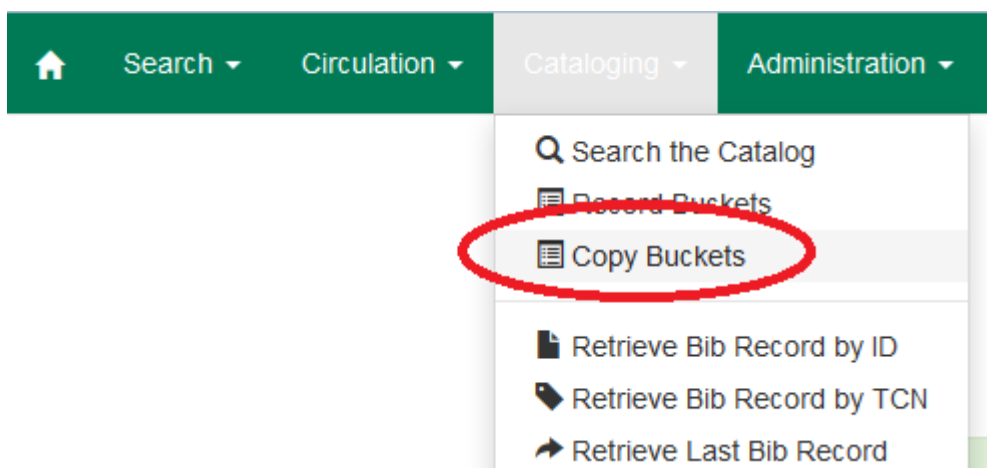 Search Circulation Cataloging Administration
Search the Catalog
Record Buckets
Copy Buckets
Retrieve Bib Record by ID
Retrieve Bib Record by TCN
Retrieve Last Bib Record